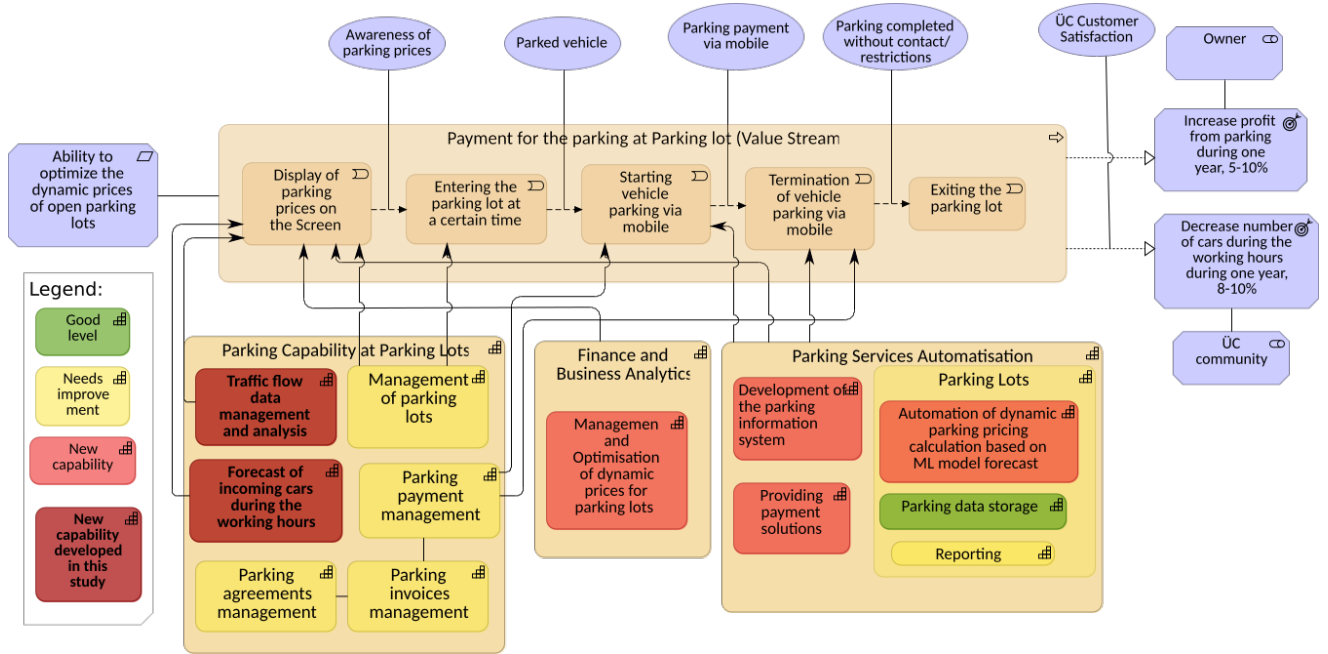 Awareness of
parking prices
Parked vehicle
Parking payment
via mobile
Parking completed
without contact/
restrictions
ÜC Customer
Satisfaction
Owner
Increase profit
from parking
during one
year, 5-10%
Payment for the parking at Parking lot (Value Stream
Ability to
optimize the
dynamic prices
of open parking
lots
Display of
parking
prices on
the Screen
Entering the
parking lot at
a certain time
Starting
vehicle
parking via
mobile
Termination
of vehicle
parking via
mobile
Exiting the
parking lot
Decrease number
of cars during the
working hours
during one year,
8-10%
ÜC
community
Legend:
Good
level
Needs
improve
ment
New
capability
New
capability
developed
in this
study
Parking Capability at Parking Lots
Traffic flow
data
management
and analysis
Management
of parking
lots
Forecast of
incoming cars
during the
working hours
Parking
payment
management
Parking
agreements
management
Parking
invoices
management
Finance and
Business Analytics
Managemen
and
Optimisation
of dynamic
prices for
parking lots
Parking Services Automatisation
Development of
the parking
information
system
Providing
payment
solutions
Parking Lots
Automation of dynamic
parking pricing
calculation based on
ML model forecast
Parking data storage
Reporting